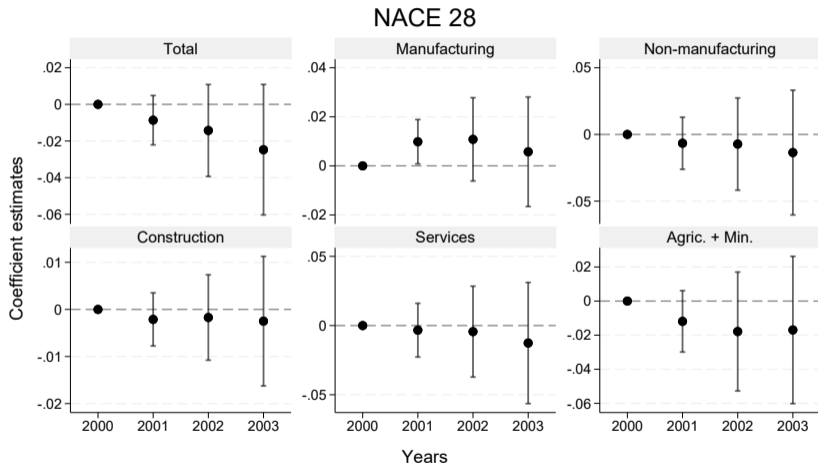 NACE 28
Total
Manufacturing
Non-manufacturing
Coefficient estimates
.02
0
-.02
-.04
-.06
.04
.02
0
-.02
.05
0
-.05
Construction
Services
Agric. + Min.
.01
0
-.01
-.02
.05
0
-.05
.02
0
-.02
-.04
-.06
2000 2001 2002 2003
2000 2001 2002 2003
2000 2001 2002 2003
Years